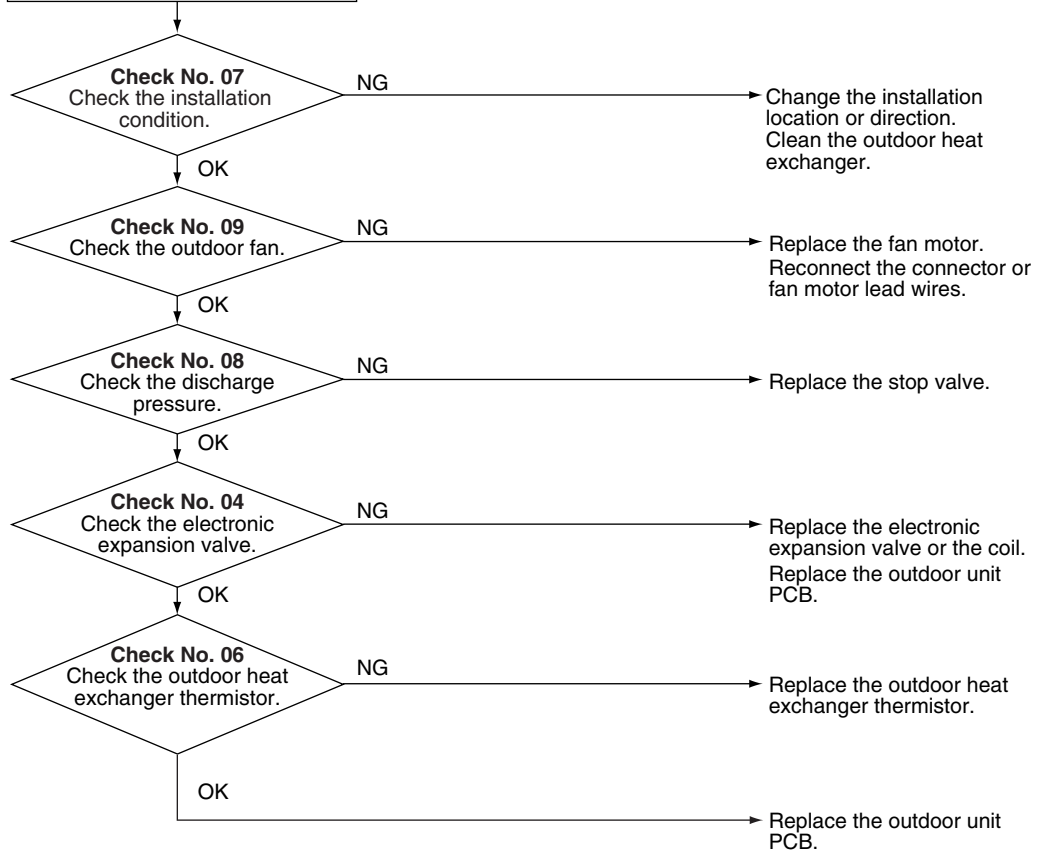 Check No. 07
Check the installation
condition.
NG
Change the installation
location or direction.
Clean the outdoor heat
exchanger.
OK
Check No. 09
Check the outdoor fan.
NG
Replace the fan motor.
Reconnect the connector or
fan motor lead wires.
OK
Check No. 08
Check the discharge
pressure.
NG
Replace the stop valve.
OK
Check No. 04
Check the electronic
expansion valve.
NG
Replace the electronic
expansion valve or the coil.
Replace the outdoor unit
PCB.
OK
Check No. 06
Check the outdoor heat
exchanger thermistor.
NG
Replace the outdoor heat
exchanger thermistor.
OK
Replace the outdoor unit
PCB.